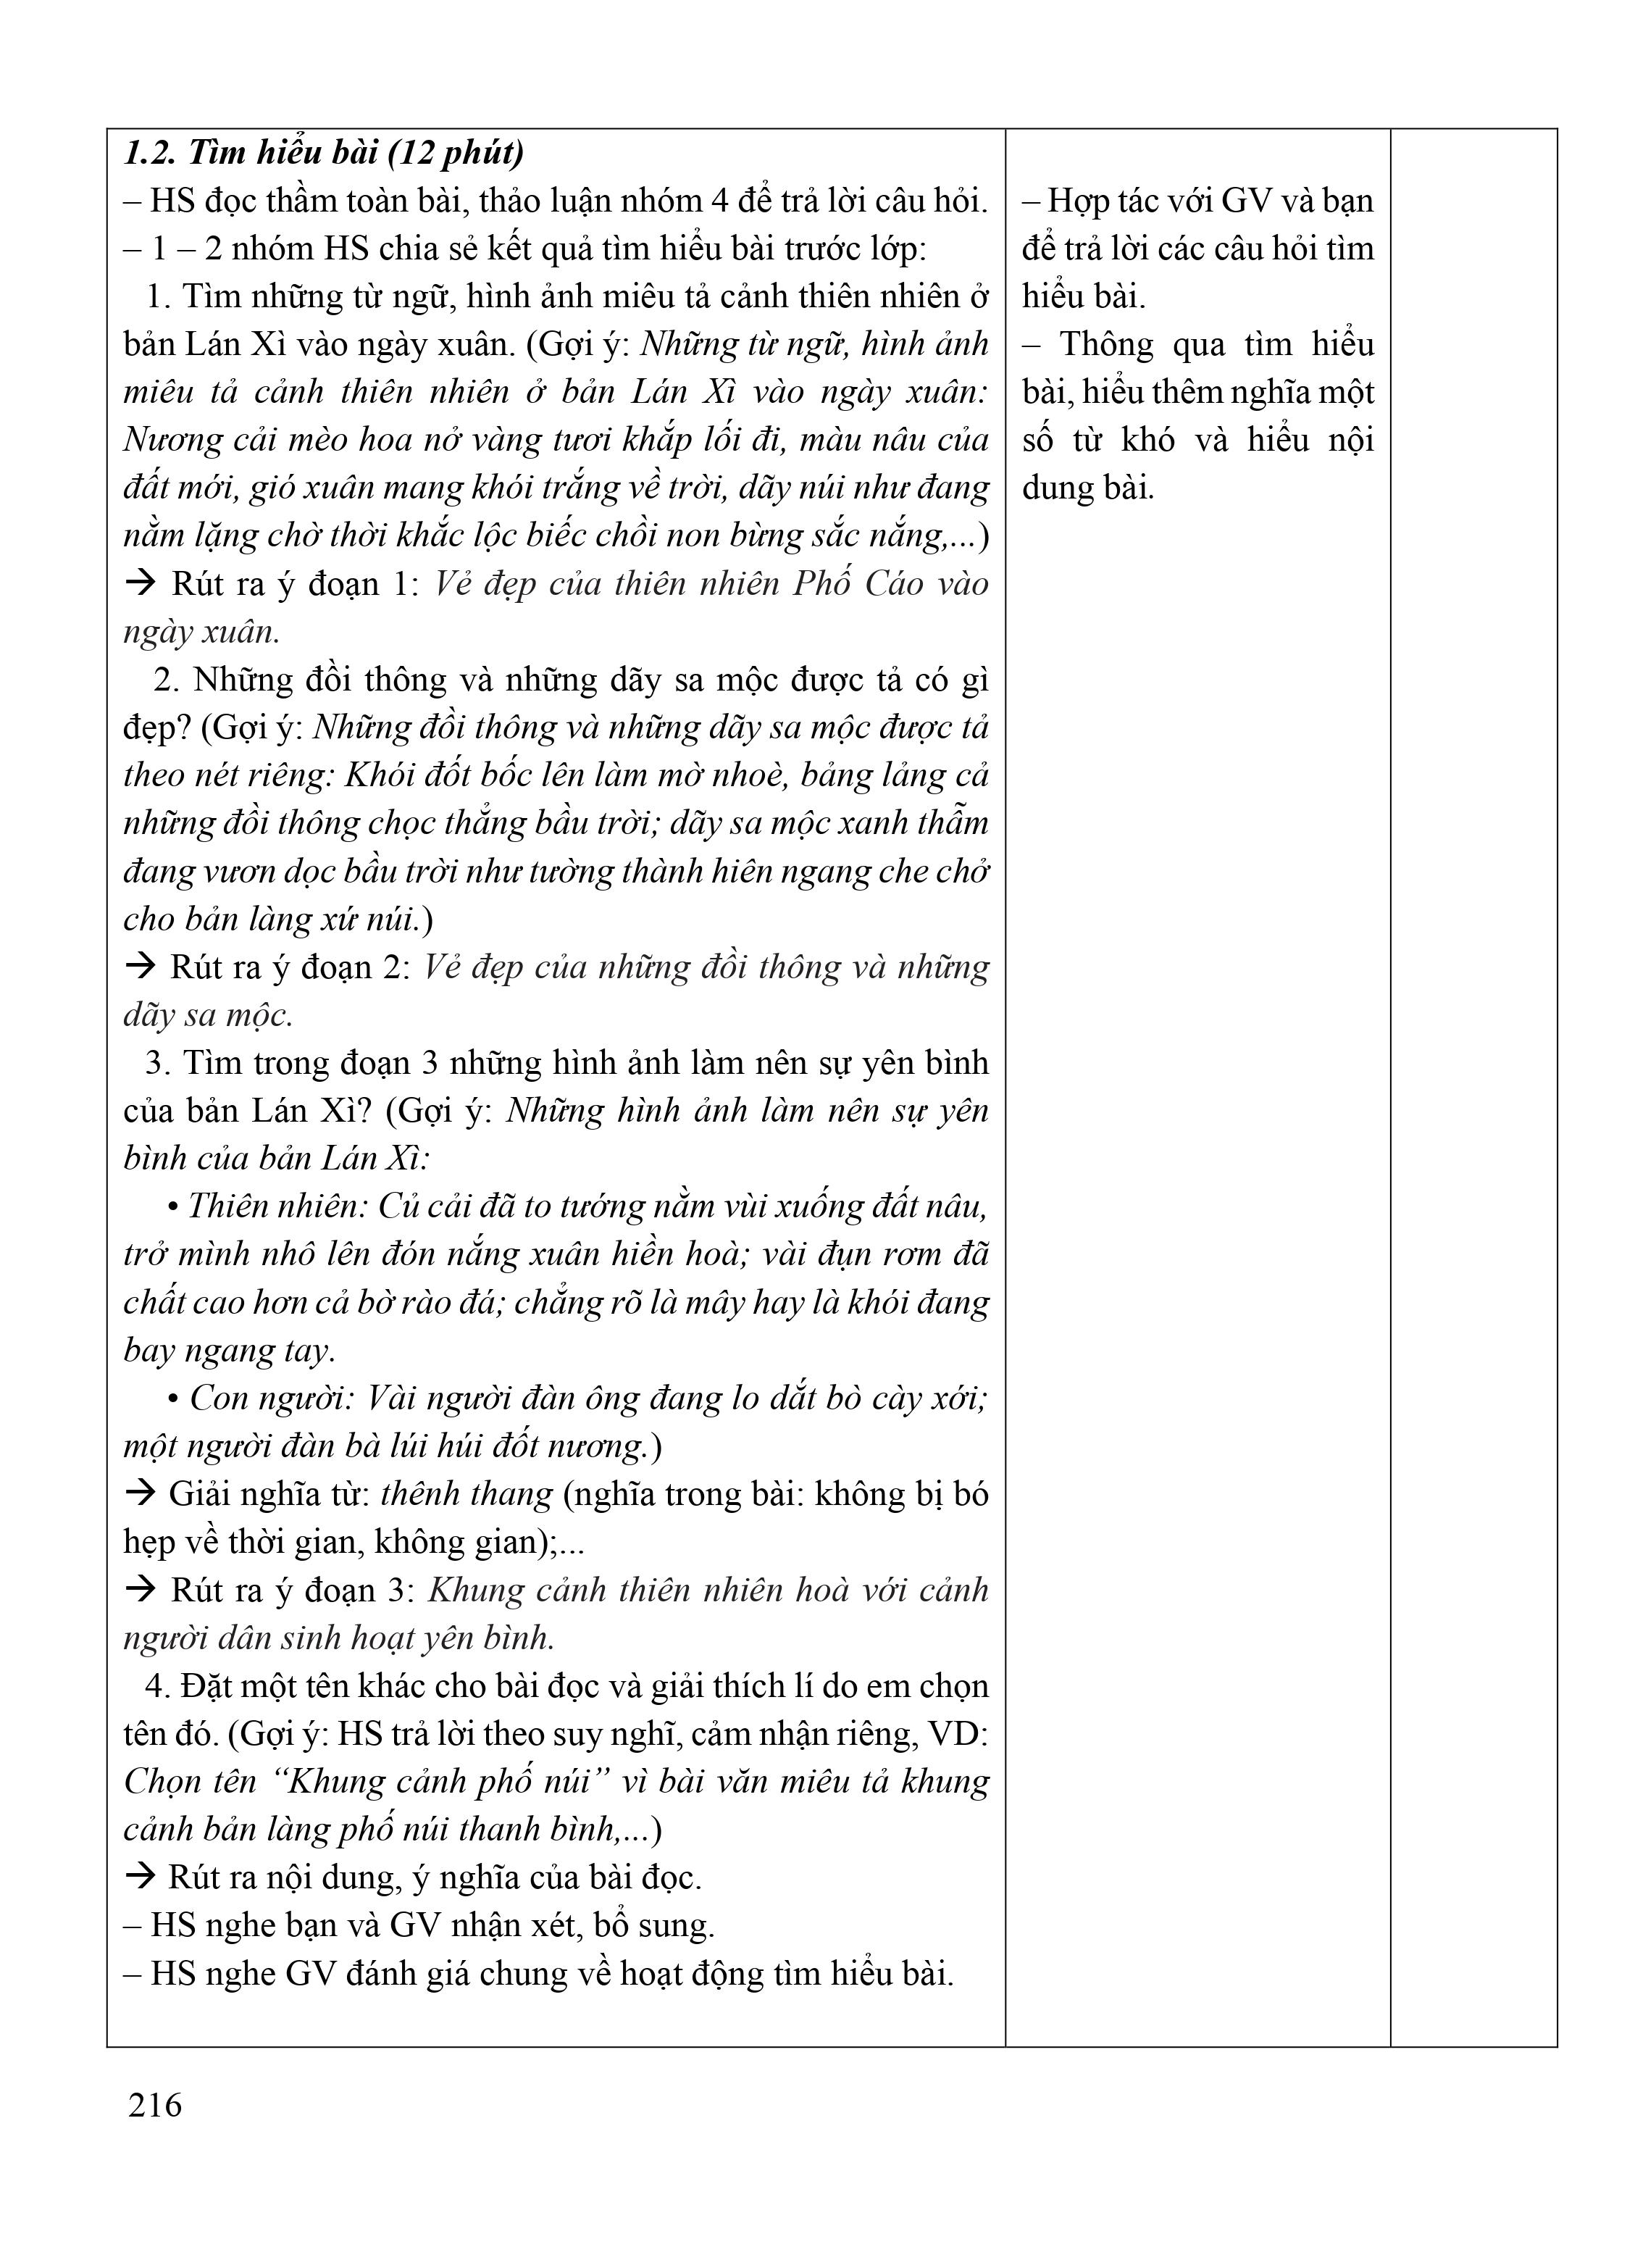 1.2. Tìm hiểu bài (12 phút)
– HS đọc thầm toàn bài, thảo luận nhóm 4 để trả lời câu hỏi.
– 1 – 2 nhóm HS chia sẻ kết quả tìm hiểu bài trước lớp:
1. Tìm những từ ngữ, hình ảnh miêu tả cảnh thiên nhiên ở
bản Lán Xì vào ngày xuân. (Gợi ý: Những từ ngữ, hình ảnh
miêu tả cảnh thiên nhiên ở bản Lán Xì vào ngày xuân:
Nương cải mèo hoa nở vàng tươi khắp lối đi, màu nâu của
đất mới, gió xuân mang khói trắng về trời, dãy núi như đang
nằm lặng chờ thời khắc lộc biếc chồi non bừng sắc nắng,...)
→ Rút ra ý đoạn 1: Vẻ đẹp của thiên nhiên Phố Cáo vào
ngày xuân.
2. Những đồi thông và những dãy sa mộc được tả có gì
đẹp? (Gợi ý: Những đồi thông và những dãy sa mộc được tả
theo nét riêng: Khói đốt bốc lên làm mờ nhoè, bảng lảng cả
những đồi thông chọc thẳng bầu trời; dãy sa mộc xanh thẫm
đang vươn dọc bầu trời như tường thành hiên ngang che chở
cho bản làng xứ núi.)
→ Rút ra ý đoạn 2: Vẻ đẹp của những đồi thông và những
dãy sa mộc.
3. Tìm trong đoạn 3 những hình ảnh làm nên sự yên bình
của bản Lán Xì? (Gợi ý: Những hình ảnh làm nên sự yên
bình của bản Lán Xì:
• Thiên nhiên: Củ cải đã to tướng nằm vùi xuống đất nâu,
trở mình nhô lên đón nắng xuân hiền hoà; vài đụn rơm đã
chất cao hơn cả bờ rào đá; chẳng rõ là mây hay là khói đang
bay ngang tay.
• Con người: Vài người đàn ông đang lo dắt bò cày xới;
một người đàn bà lúi húi đốt nương.)
→ Giải nghĩa từ: thênh thang (nghĩa trong bài: không bị bó
hẹp về thời gian, không gian);...
→ Rút ra ý đoạn 3: Khung cảnh thiên nhiên hoà với cảnh
người dân sinh hoạt yên bình.
4. Đặt một tên khác cho bài đọc và giải thích lí do em chọn
tên đó. (Gợi ý: HS trả lời theo suy nghĩ, cảm nhận riêng, VD:
Chọn tên “Khung cảnh phố núi” vì bài văn miêu tả khung
cảnh bản làng phố núi thanh bình,...)
→ Rút ra nội dung, ý nghĩa của bài đọc.
– HS nghe bạn và GV nhận xét, bổ sung.
– HS nghe GV đánh giá chung về hoạt động tìm hiểu bài.
– Hợp tác với GV và bạn
để trả lời các câu hỏi tìm
hiểu bài.
– Thông qua tìm hiểu
bài, hiểu thêm nghĩa một
số từ khó và hiểu nội
dung bài.
216